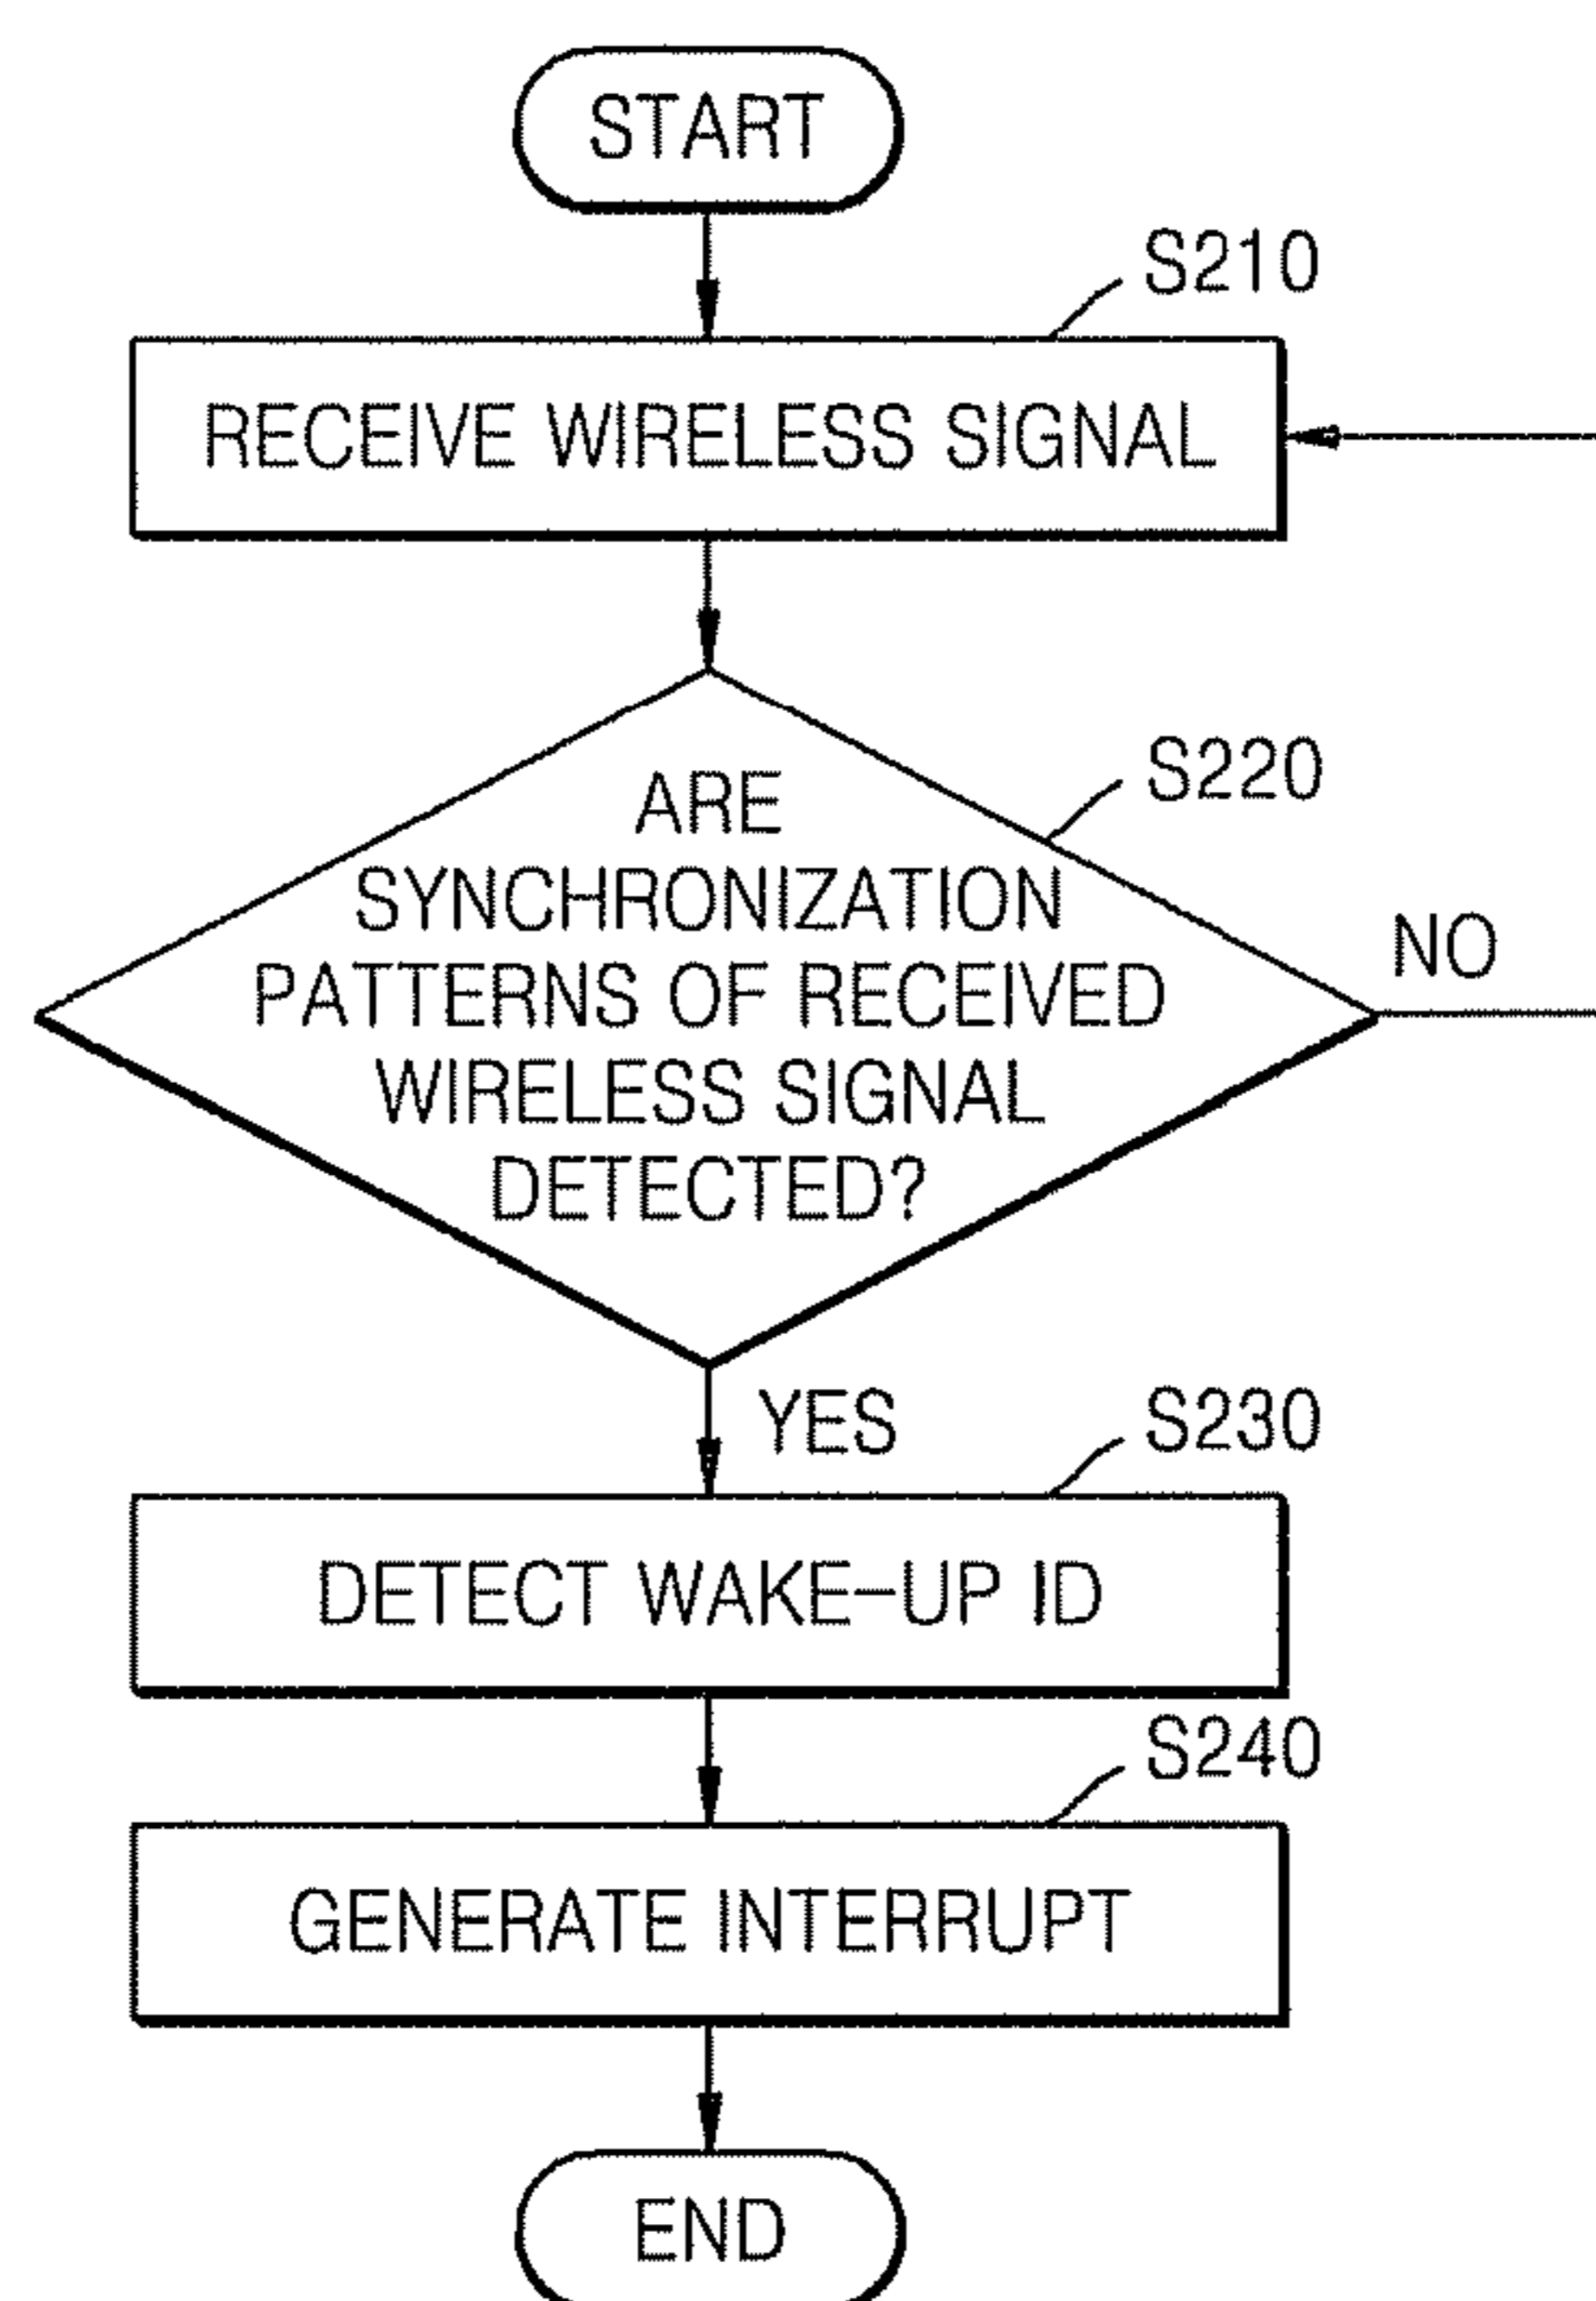 START
S210
RECEIVE WIRELESS SIGNAL
S220
ARE
SYNCHRONIZATION
PATTERNS OF RECEIVED
WIRELESS SIGNAL
DETECTED?
NO
YES
S230
DETECT WAKE-UP ID
S240
GENERATE INTERRUPT
END